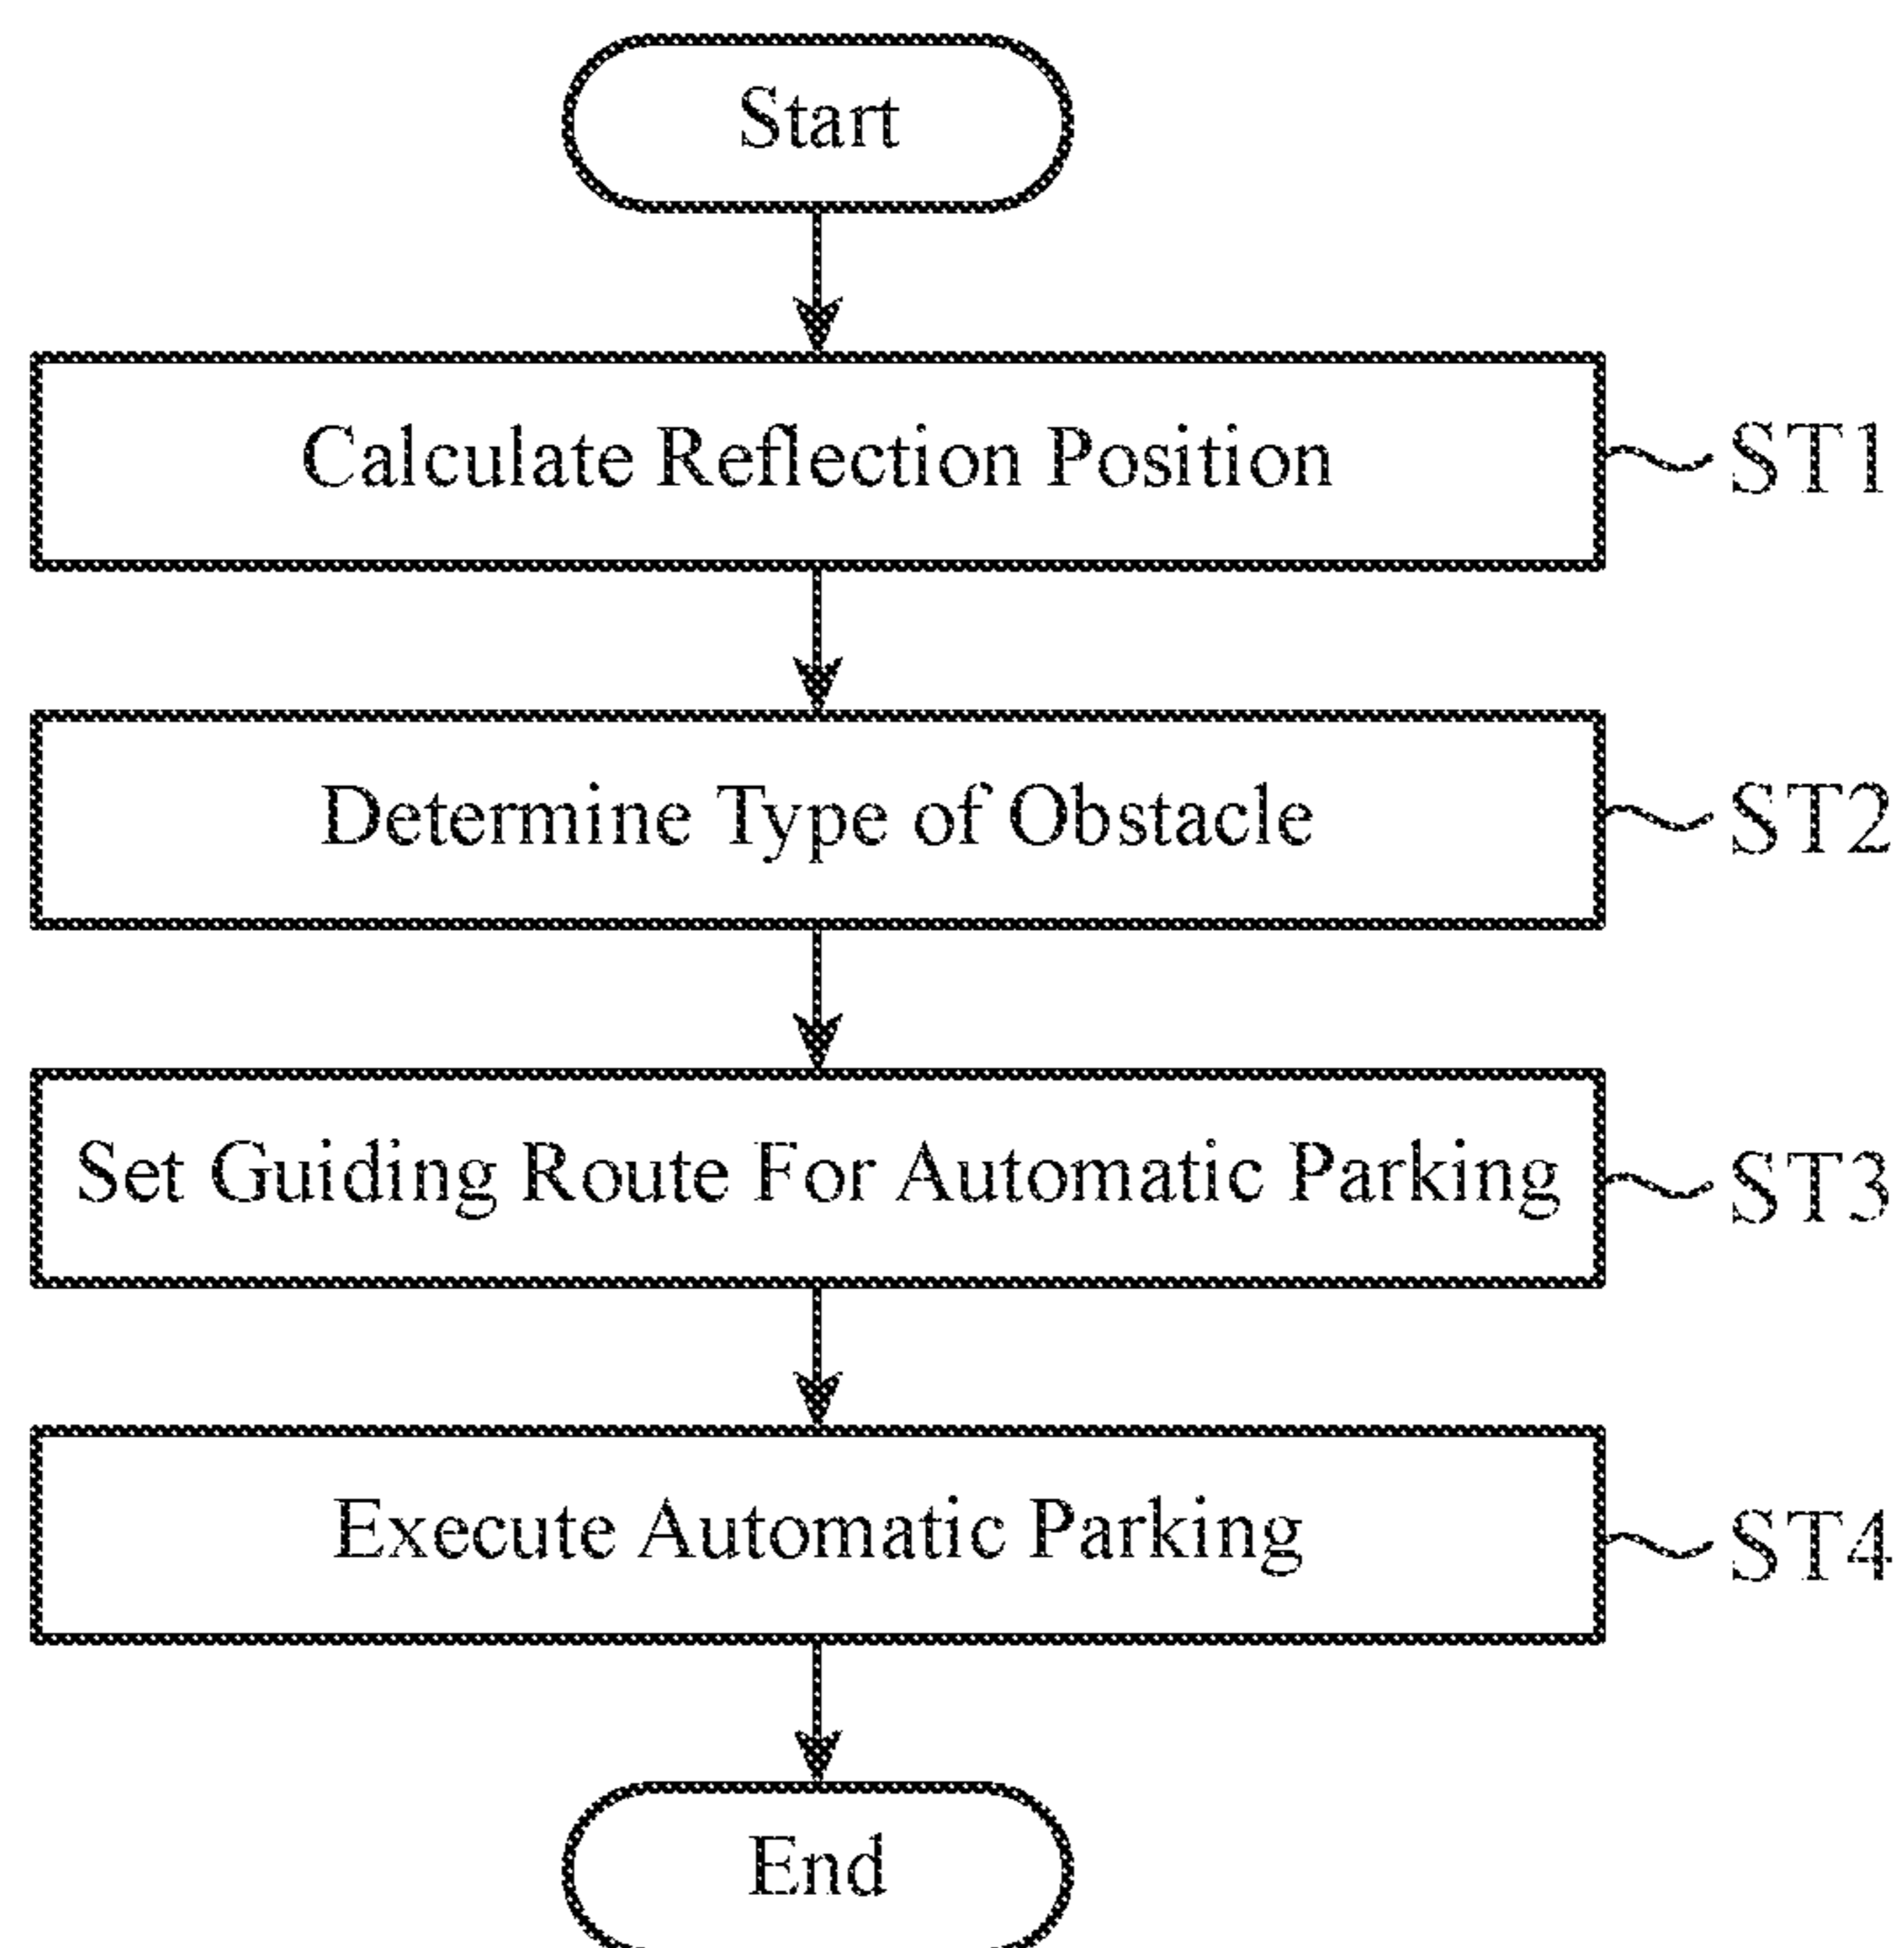 Start
Calculate Reflection Position
ST1
Determine Type of Obstacle
ST2
Set Guiding Route For Automatic Parking
ST3
Execute Automatic Parking
ST4
End